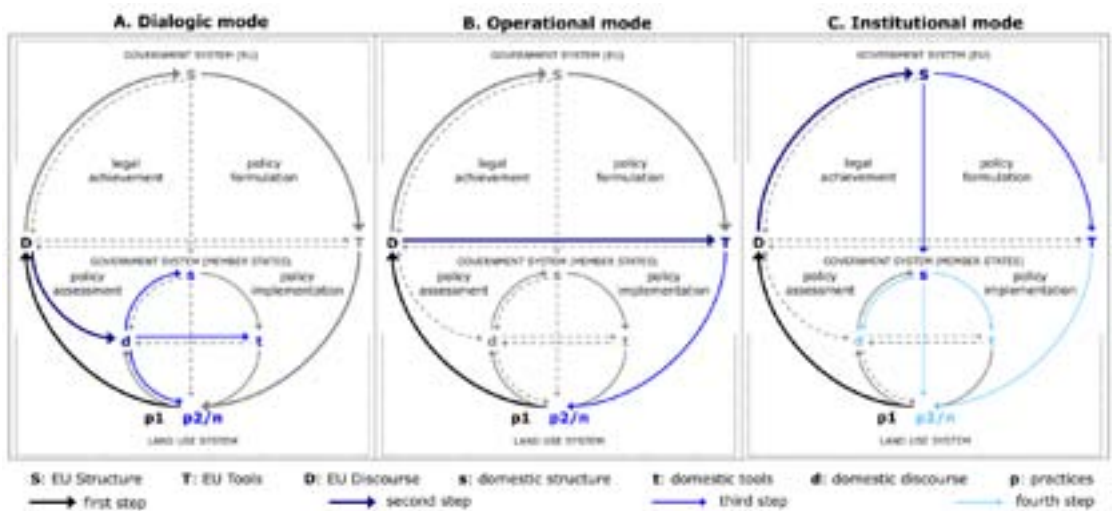 A. Dialogic mode
B. Operational mode
C. Institutional mode
GOVERNMENT SYSTEM (EU)
S
legal
achievement
policy
formulation
D
T
GOVERNMENT SYSTEM (MEMBER STATES)
s
policy
assessment
policy
implementation
d
t
p1 p2/n
LAND USE SYSTEM
GOVERNMENT SYSTEM (EU)
S
legal
achievement
policy
formulation
D
T
GOVERNMENT SYSTEM (MEMBER STATES)
s
policy
assessment
policy
implementation
d
t
p1 p2/n
LAND USE SYSTEM
GOVERNMENT SYSTEM (EU)
S
legal
achievement
policy
formulation
D
T
GOVERNMENT SYSTEM (MEMBER STATES)
s
policy
assessment
policy
implementation
d
t
p1 p2/n
LAND USE SYSTEM
S: EU Structure T: EU Tools D: EU Discourse s: domestic structure t: domestic tools d: domestic discourse p: practices
first step second step third step fourth step